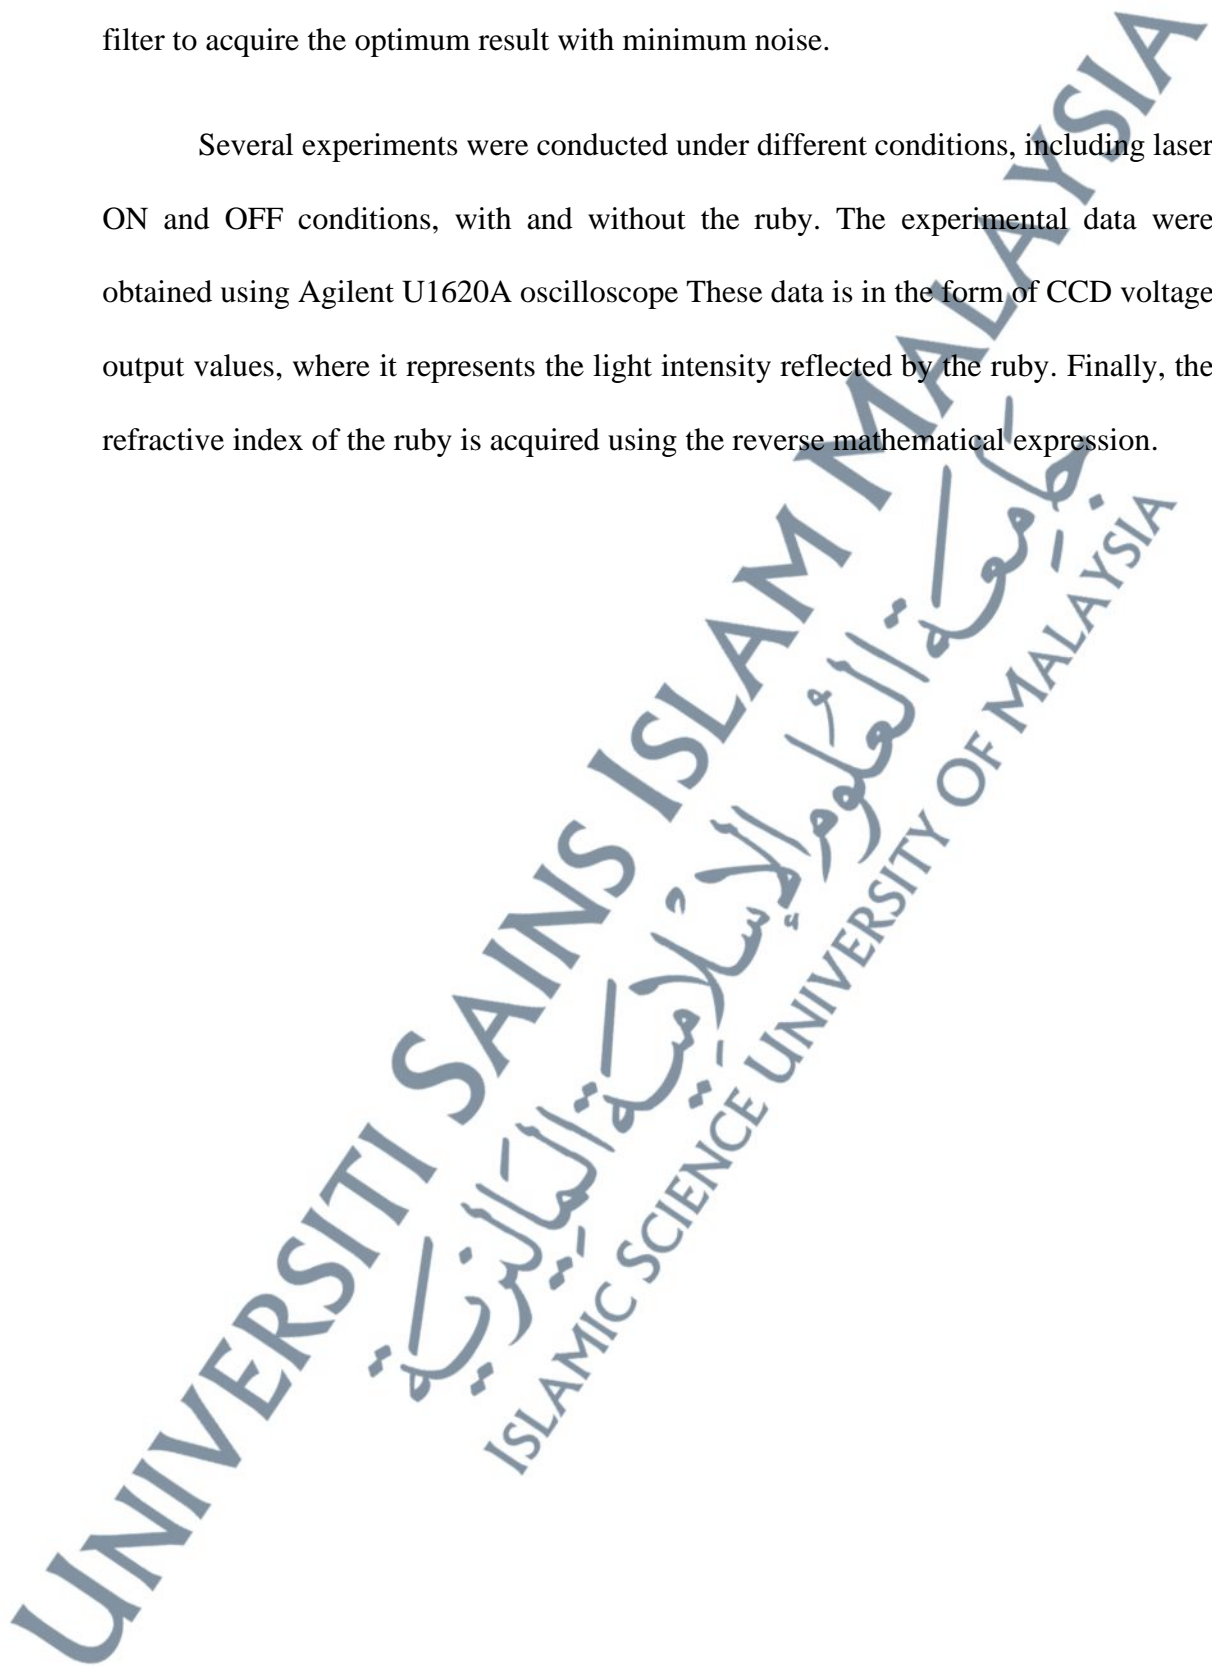 filter to acquire the optimum result with minimum noise.
Several experiments were conducted under different conditions, including laser
ON and OFF conditions, with and without the ruby. The experimental data were
obtained using Agilent U1620A oscilloscope These data is in the form of CCD voltage
output values, where it represents the light intensity reflected by the ruby. Finally, the
refractive index of the ruby is acquired using the reverse mathematical expression.
UNIVERSITI SAINS ISLAM MALAYSIA
جامعة العلوم الإسلامية الماليزية
ISLAMIC SCIENCE UNIVERSITY OF MALAYSIA